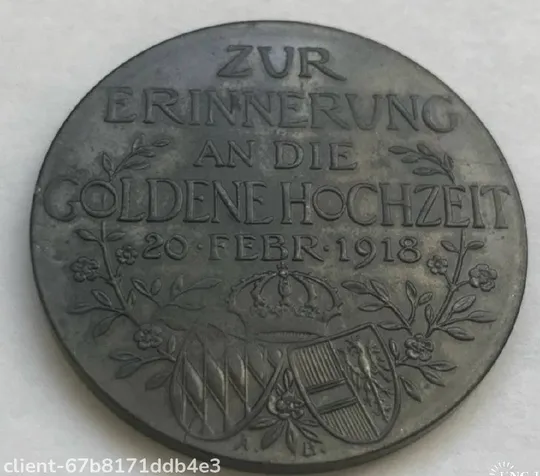 ZUR
ERINNERUNG
AN DIE
GOLDENE HOCHZEIT
20 · FEBR · 1918
A. B.
client-67b8171ddb4e3